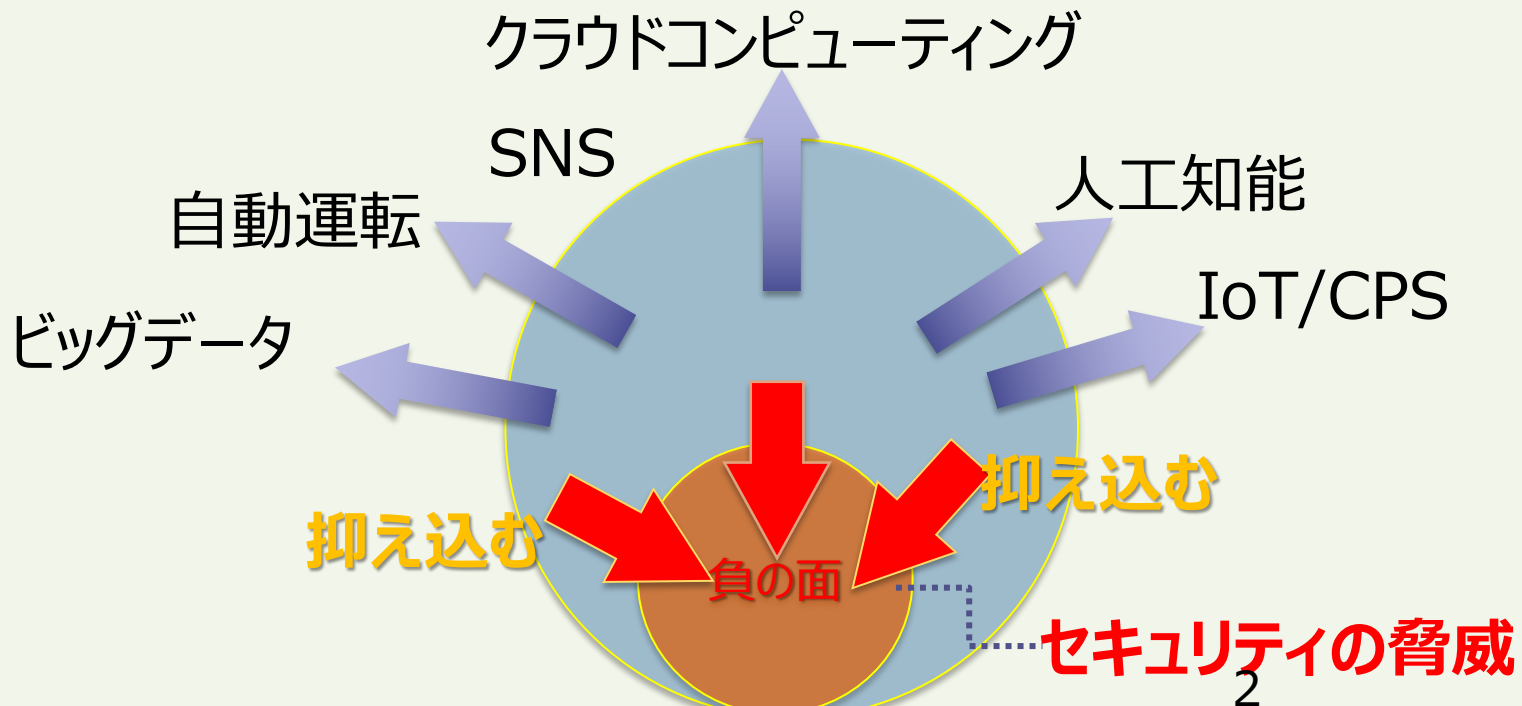 クラウドコンピューティング
SNS
人工知能
自動運転
IoT/CPS
ビッグデータ
抑え込む
抑え込む
負の面
セキュリティの脅威
2